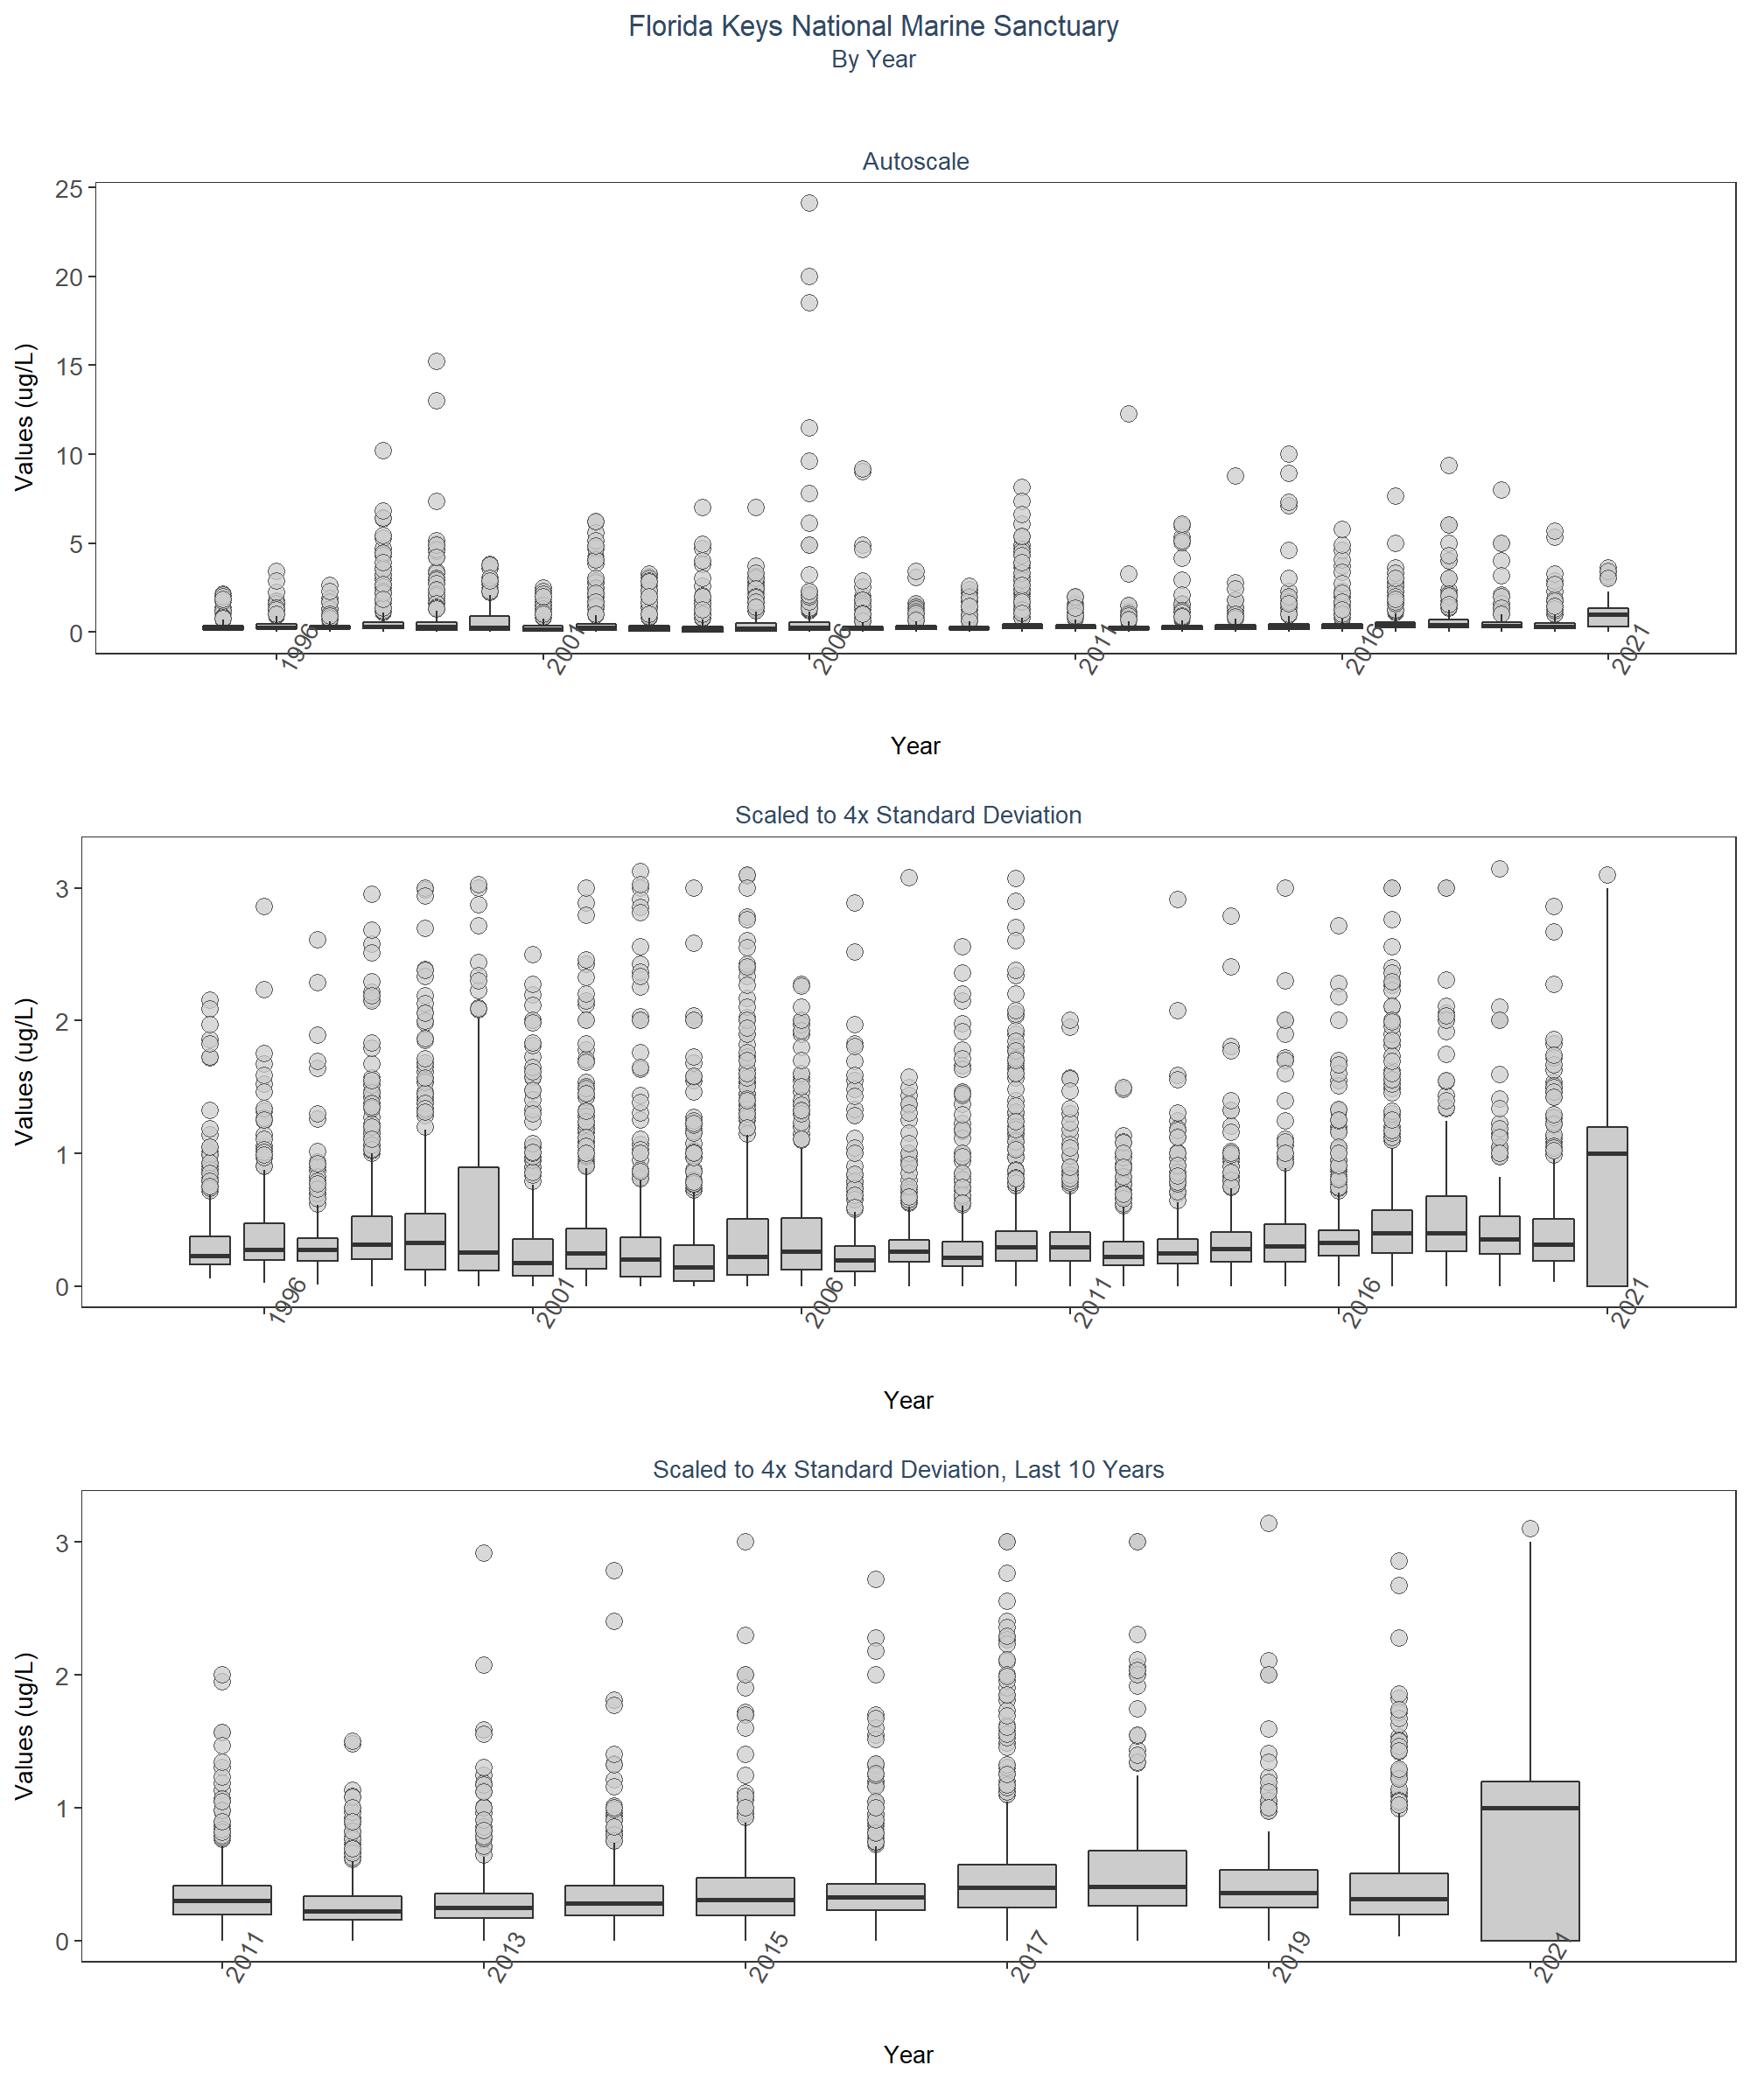 Florida Keys National Marine Sanctuary
By Year
Autoscale
25
20
15
10
5
0
Values (ug/L)
1996
2001
2006
2011
2016
2021
Year
Scaled to 4x Standard Deviation
3
2
1
0
Values (ug/L)
1996
2001
2006
2011
2016
2021
Year
Scaled to 4x Standard Deviation, Last 10 Years
3
2
1
0
Values (ug/L)
2011
2013
2015
2017
2019
2021
Year